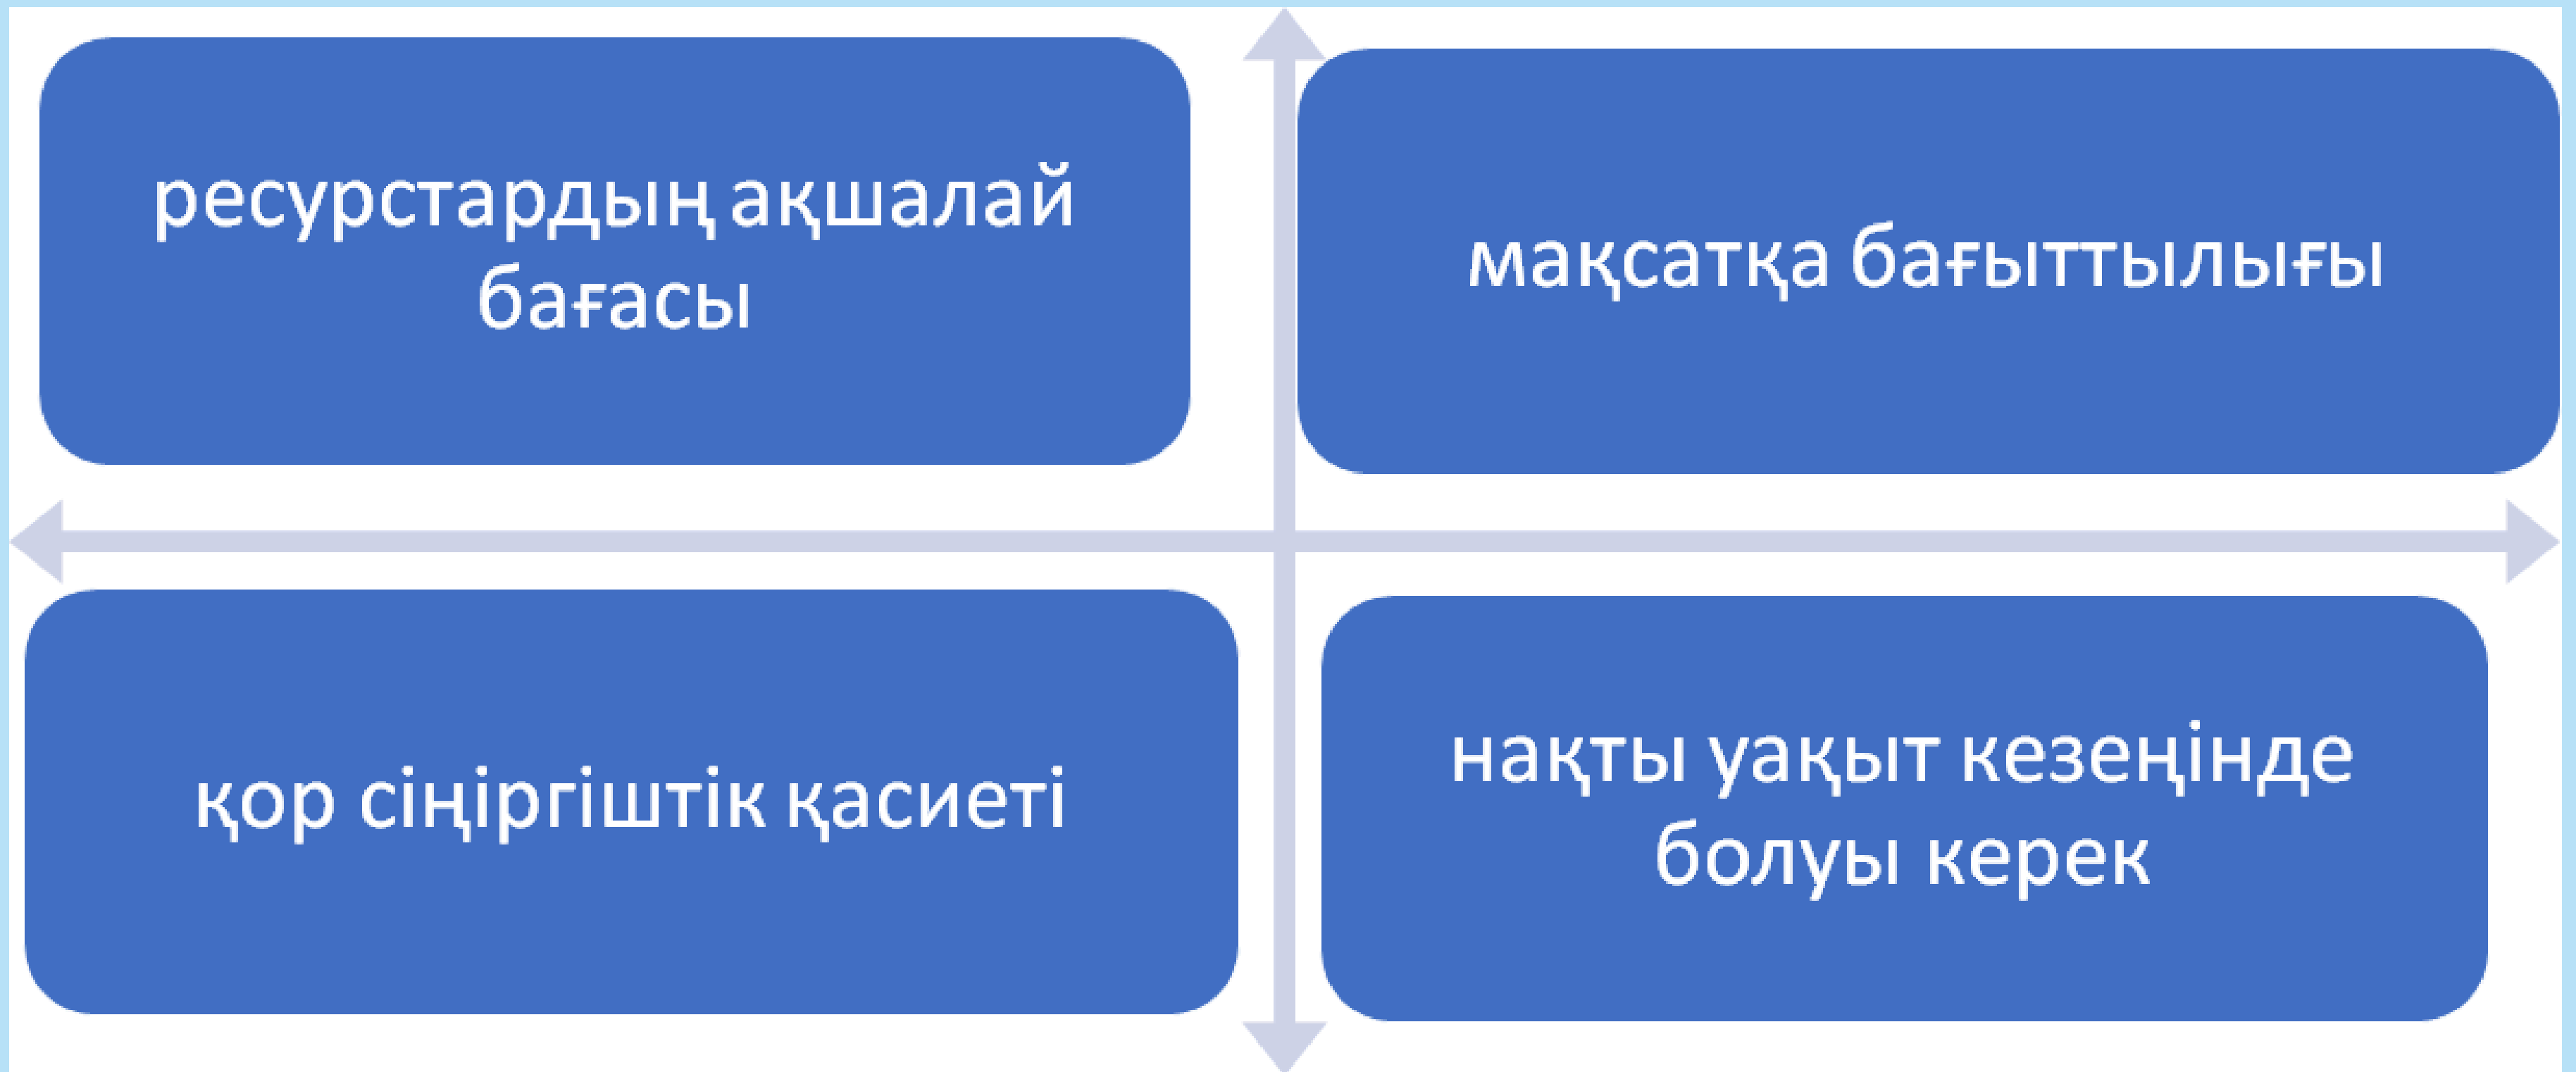 ресурстардың ақшалай
бағасы
мақсатқа бағыттылығы
қор сіңіргіштік қасиеті
нақты уақыт кезеңінде
болуы керек